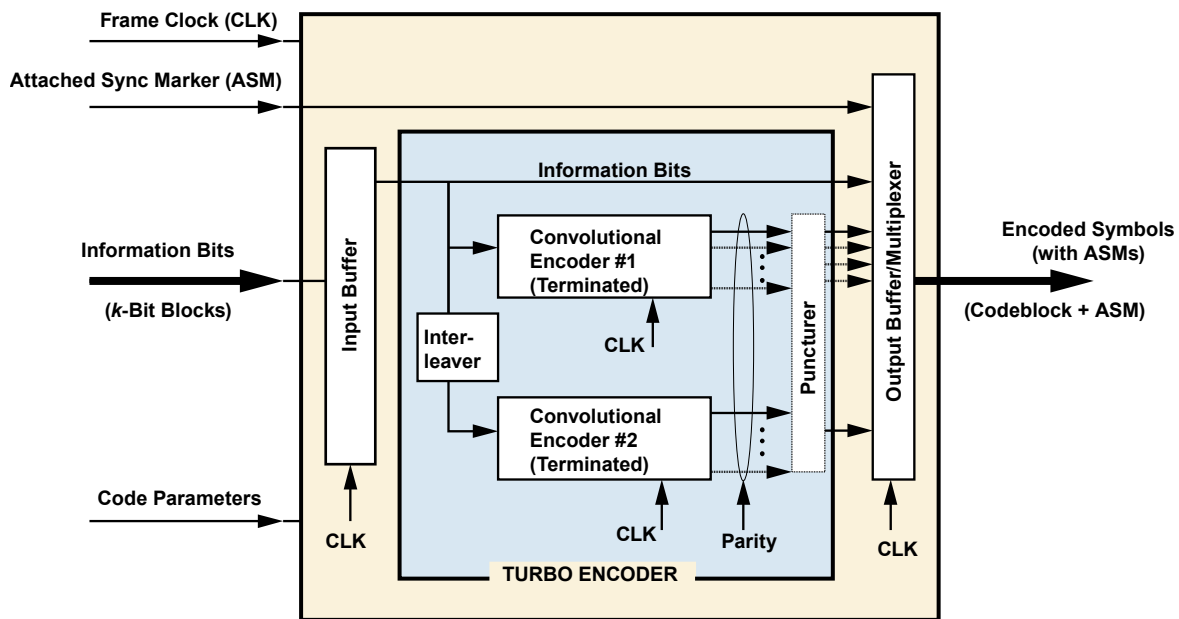 Frame Clock (CLK)
Attached Sync Marker (ASM)
Information Bits
(k-Bit Blocks)
Code Parameters
Input Buffer
CLK
Information Bits
Convolutional
Encoder #1
(Terminated)
CLK
Inter-
leaver
Convolutional
Encoder #2
(Terminated)
CLK
Parity
Puncturer
TURBO ENCODER
Output Buffer/Multiplexer
CLK
Encoded Symbols
(with ASMs)
(Codeblock + ASM)